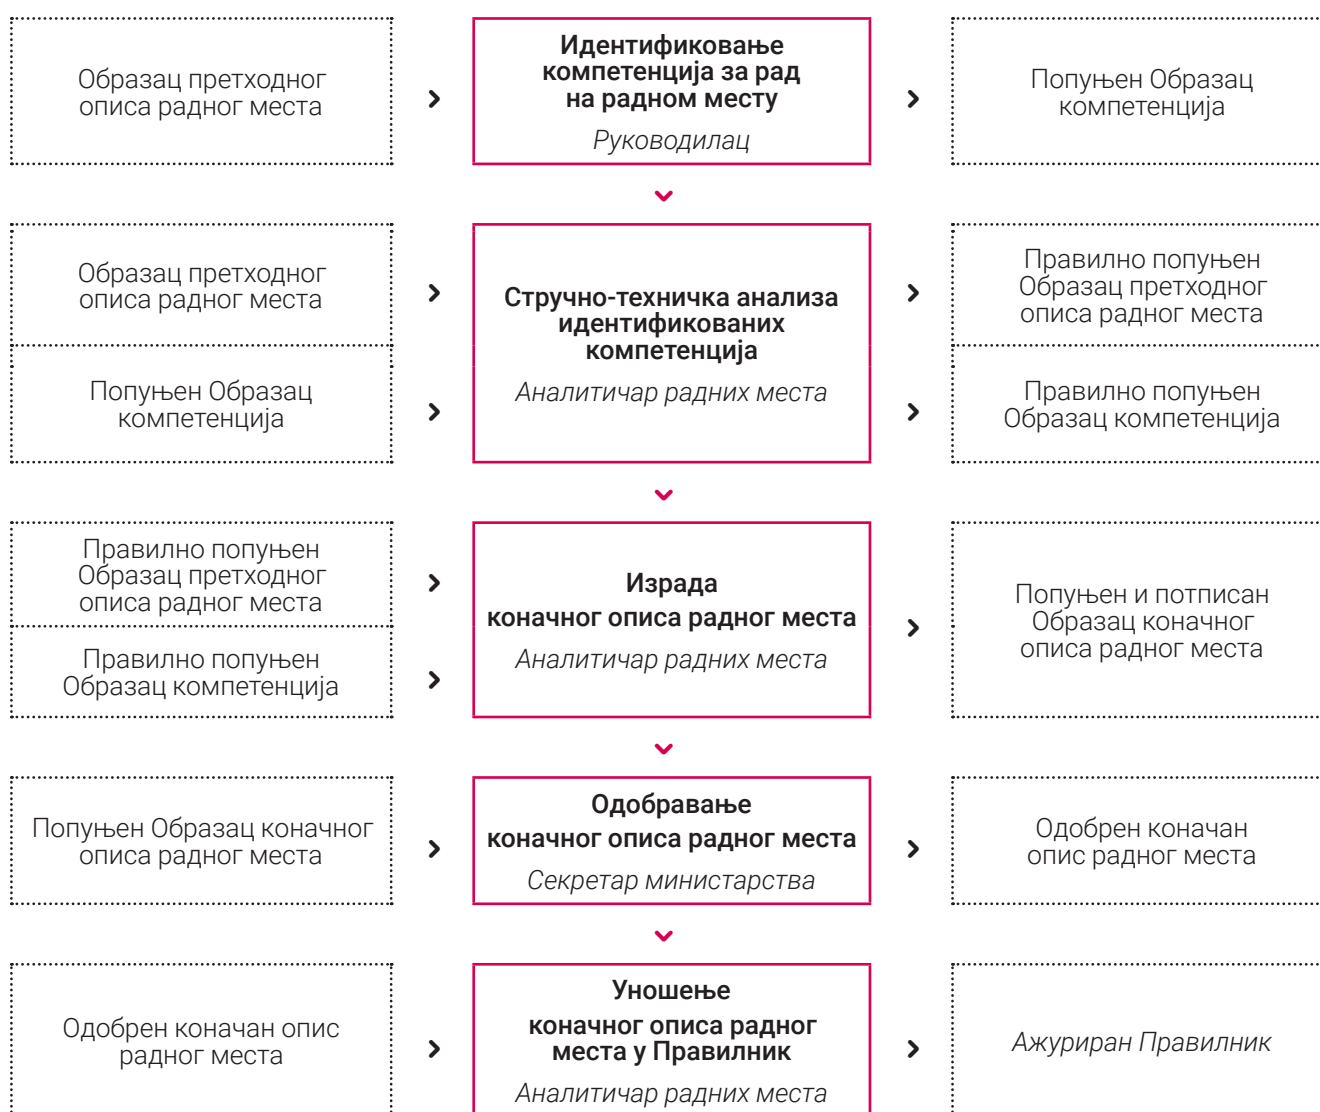 Образац претходног
описа радног места
Идентификовање
компетенција за рад
на радном месту
Руководилац
Попуњен Образац
компетенција
Образац претходног
описа радног места
Попуњен Образац
компетенција
Стручно-техничка анализа
идентификованих
компетенција
Аналитичар радних места
Правилно попуњен
Образац претходног
описа радног места
Правилно попуњен
Образац компетенција
Правилно попуњен
Образац претходног
описа радног места
Правилно попуњен
Образац компетенција
Израда
коначног описа радног места
Аналитичар радних места
Попуњен и потписан
Образац коначног
описа радног места
Попуњен Образац коначног
описа радног места
Одобравање
коначног описа радног места
Секретар министарства
Одобрен коначан
опис радног места
Одобрен коначан опис
радног места
Уношење
коначног описа радног
места у Правилник
Аналитичар радних места
Ажуриран Правилник